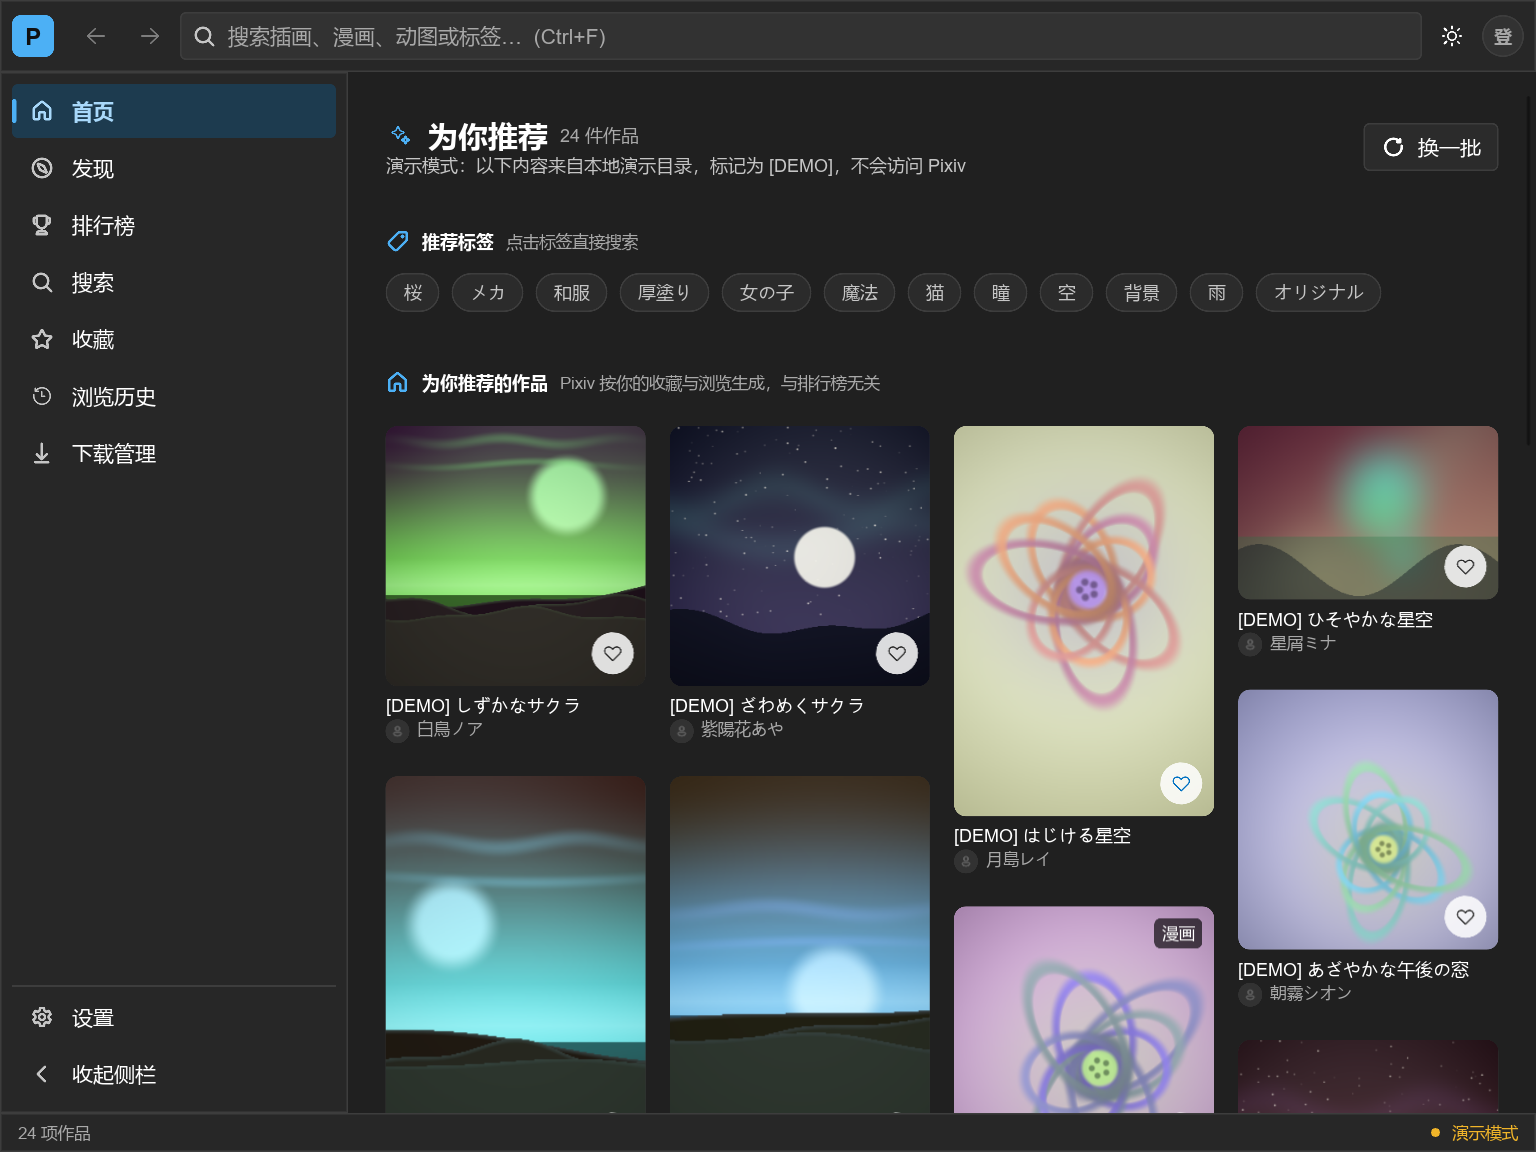 P
搜索插画、漫画、动图或标签… (Ctrl+F)
登
首页
发现
排行榜
搜索
收藏
浏览历史
下载管理
设置
收起侧栏
为你推荐 24 件作品
演示模式：以下内容来自本地演示目录，标记为 [DEMO]，不会访问 Pixiv
换一批
推荐标签 点击标签直接搜索
桜 メカ 和服 厚塗り 女の子 魔法 猫 瞳 空 背景 雨 オリジナル
为你推荐的作品 Pixiv 按你的收藏与浏览生成，与排行榜无关
[DEMO] しずかなサクラ
白鳥ノア
[DEMO] ざわめくサクラ
紫陽花あや
[DEMO] はじける星空
月島レイ
[DEMO] ひそやかな星空
星屑ミナ
[DEMO] あざやかな午後の窓
朝霧シオン
漫画
24 项作品
演示模式